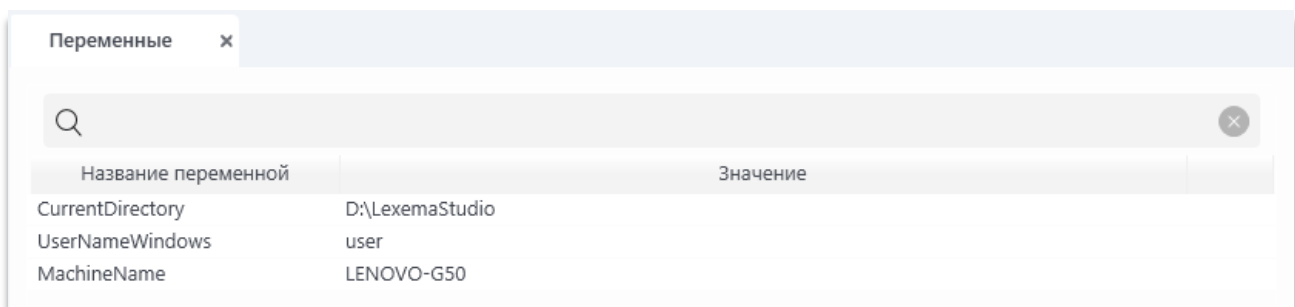 Переменные
Название переменной Значение
CurrentDirectory D:\LexemaStudio
UserNameWindows user
MachineName LENOVO-G50